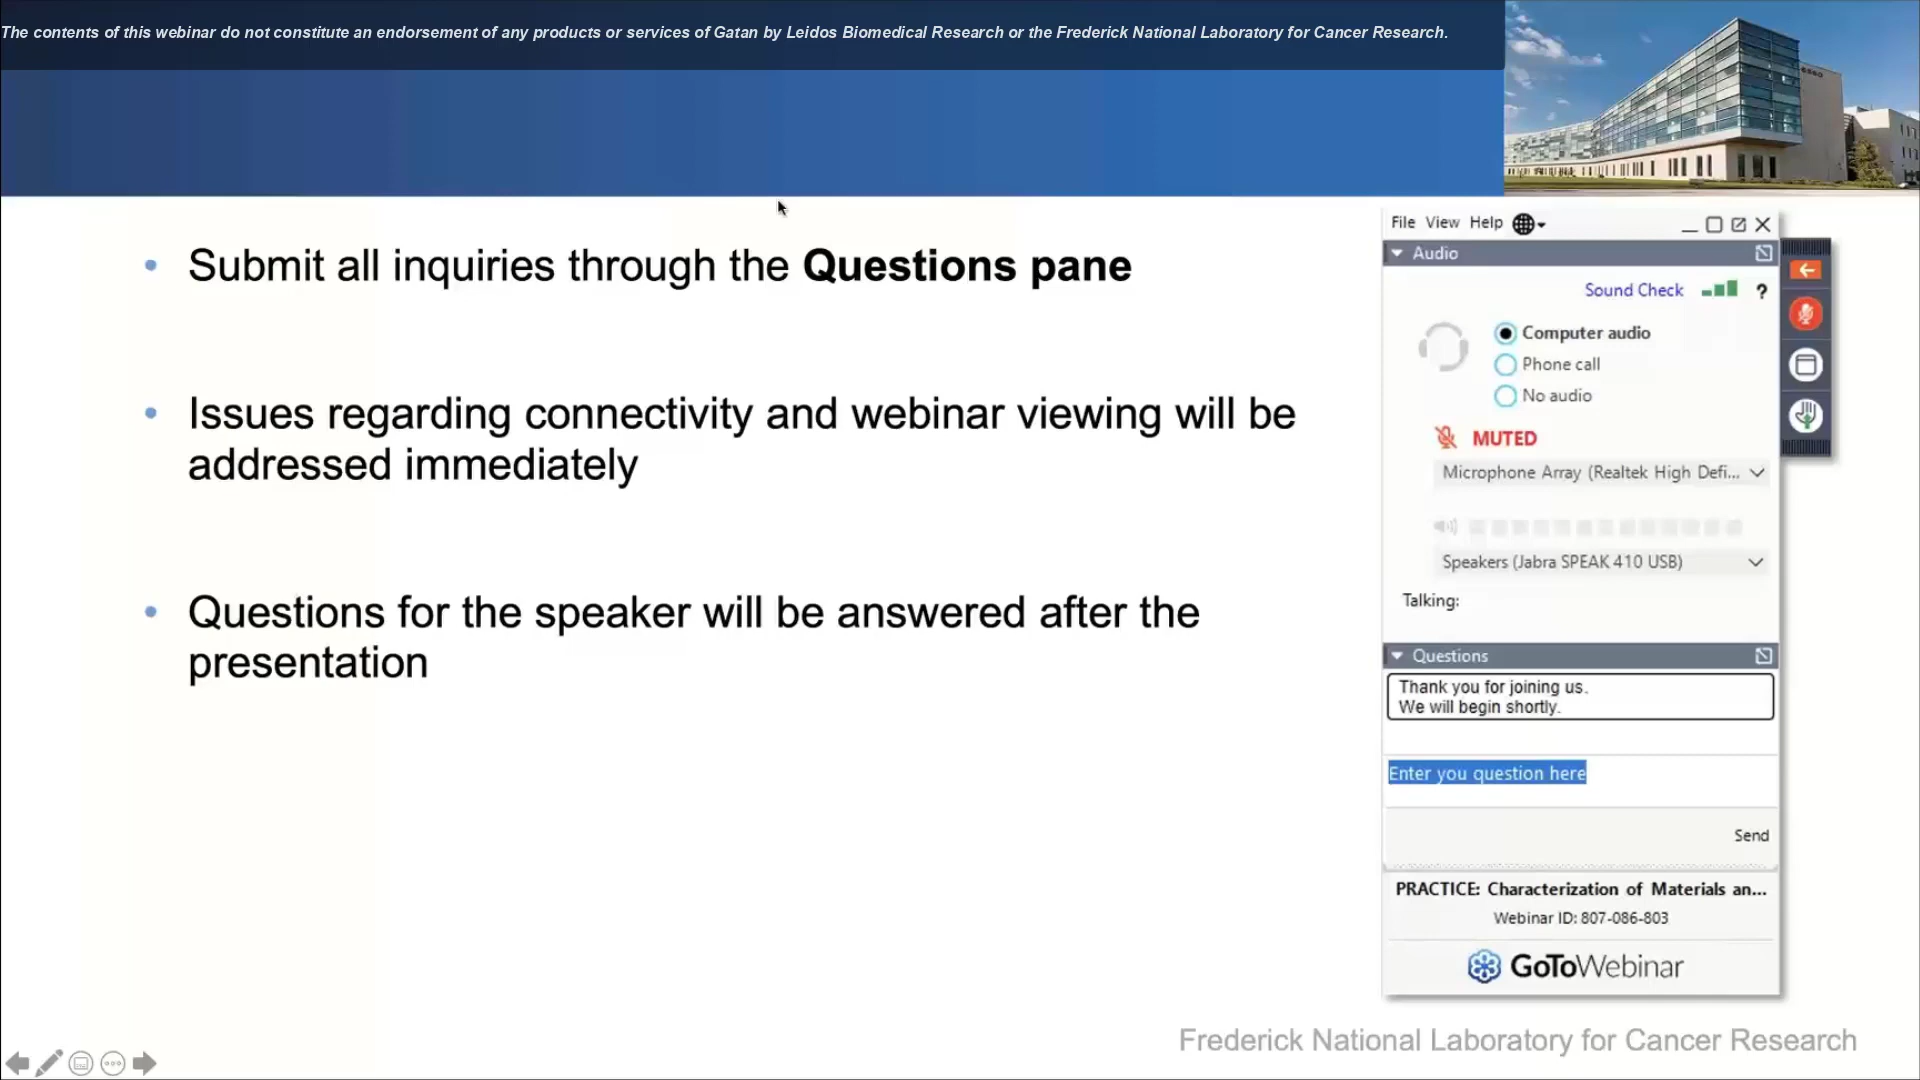 The contents of this webinar do not constitute an endorsement of any products or services of Gatan by Leidos Biomedical Research or the Frederick National Laboratory for Cancer Research.
• Submit all inquiries through the Questions pane
• Issues regarding connectivity and webinar viewing will be
addressed immediately
• Questions for the speaker will be answered after the
presentation
File View Help
Audio
Sound Check ?
Computer audio
Phone call
No audio
MUTED
Microphone Array (Realtek High Defi...
Speakers (Jabra SPEAK 410 USB)
Talking:
Questions
Thank you for joining us.
We will begin shortly.
Enter you question here
Send
PRACTICE: Characterization of Materials an...
Webinar ID: 807-086-803
GoToWebinar
Frederick National Laboratory for Cancer Research